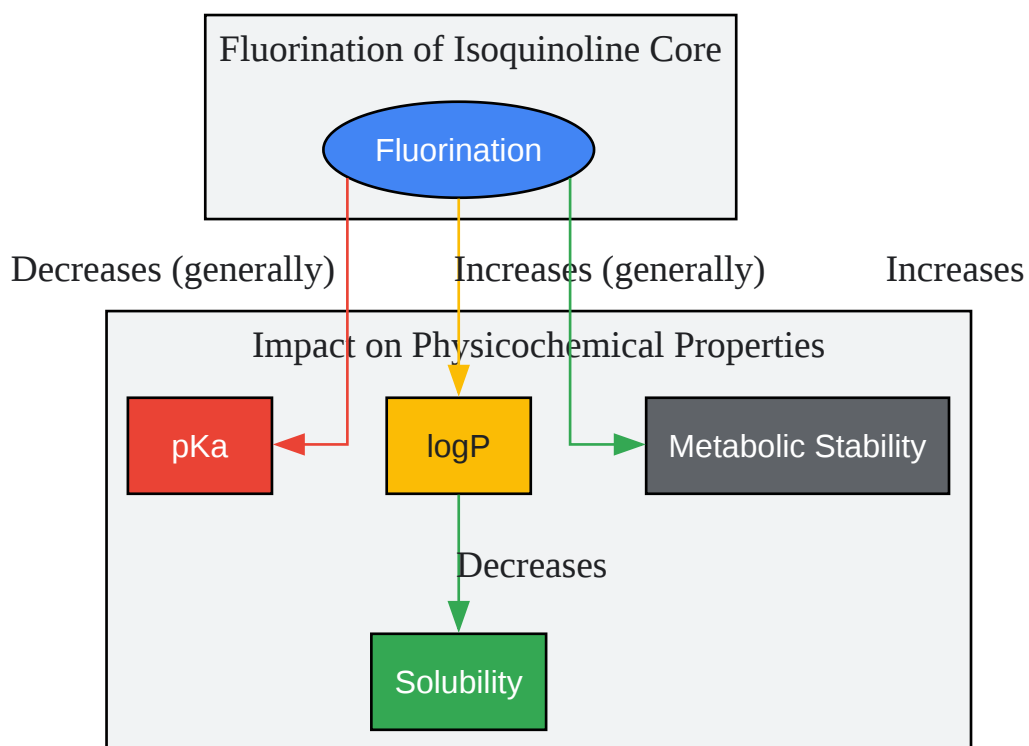 Fluorination of Isoquinoline Core
Fluorination
Decreases (generally)
Increases (generally)
Increases
Impact on Physicochemical Properties
pKa
logP
Metabolic Stability
Decreases
Solubility